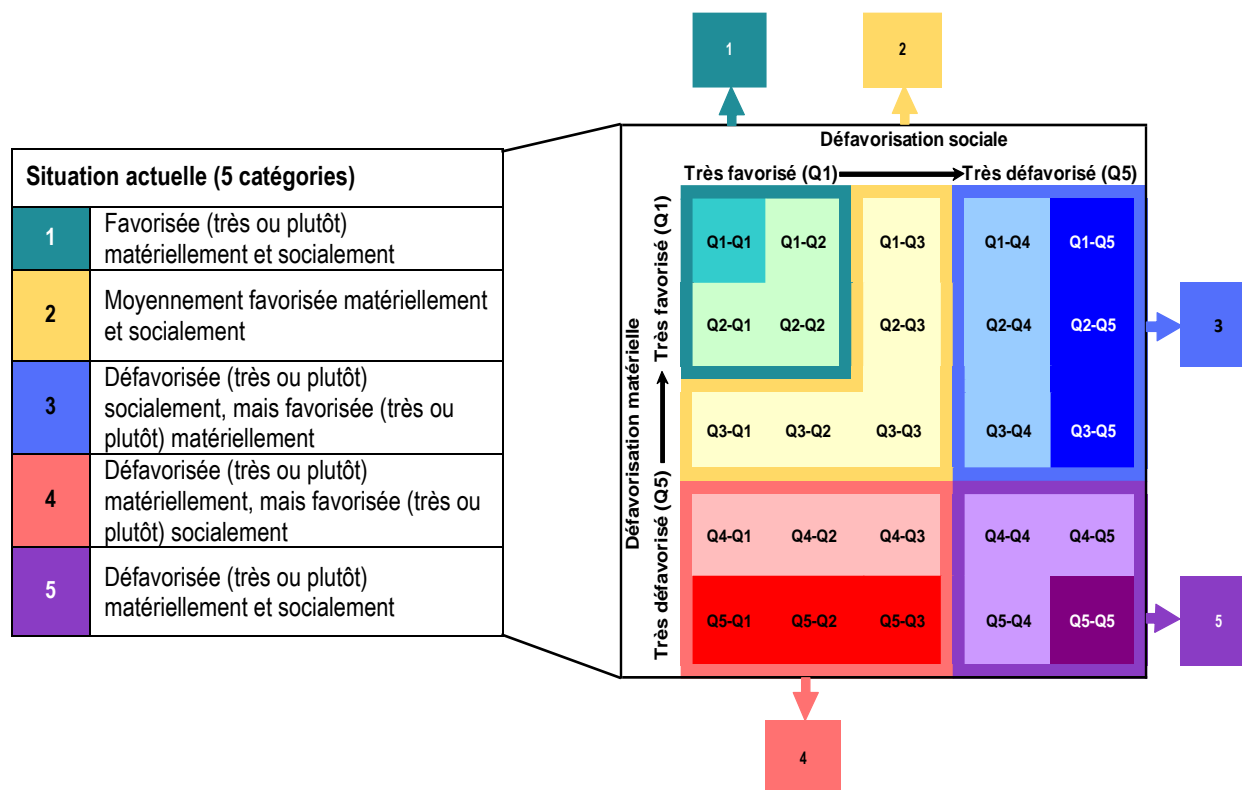 1
2
Défavorisation sociale
Très favorisé (Q1)
Très défavorisé (Q5)
Situation actuelle (5 catégories)
1
Favorisée (très ou plutôt)
matériellement et socialement
2
Moyennement favorisée matériellement
et socialement
3
Défavorisée (très ou plutôt)
socialement, mais favorisée (très ou
plutôt) matériellement
4
Défavorisée (très ou plutôt)
matériellement, mais favorisée (très ou
plutôt) socialement
5
Défavorisée (très ou plutôt)
matériellement et socialement
Défavorisation matérielle
Très défavorisé (Q5)
Très favorisé (Q1)
Q1-Q1 Q1-Q2 Q1-Q3 Q1-Q4 Q1-Q5
Q2-Q1 Q2-Q2 Q2-Q3 Q2-Q4 Q2-Q5
3
Q3-Q1 Q3-Q2 Q3-Q3 Q3-Q4 Q3-Q5
Q4-Q1 Q4-Q2 Q4-Q3 Q4-Q4 Q4-Q5
Q5-Q1 Q5-Q2 Q5-Q3 Q5-Q4 Q5-Q5
5
4